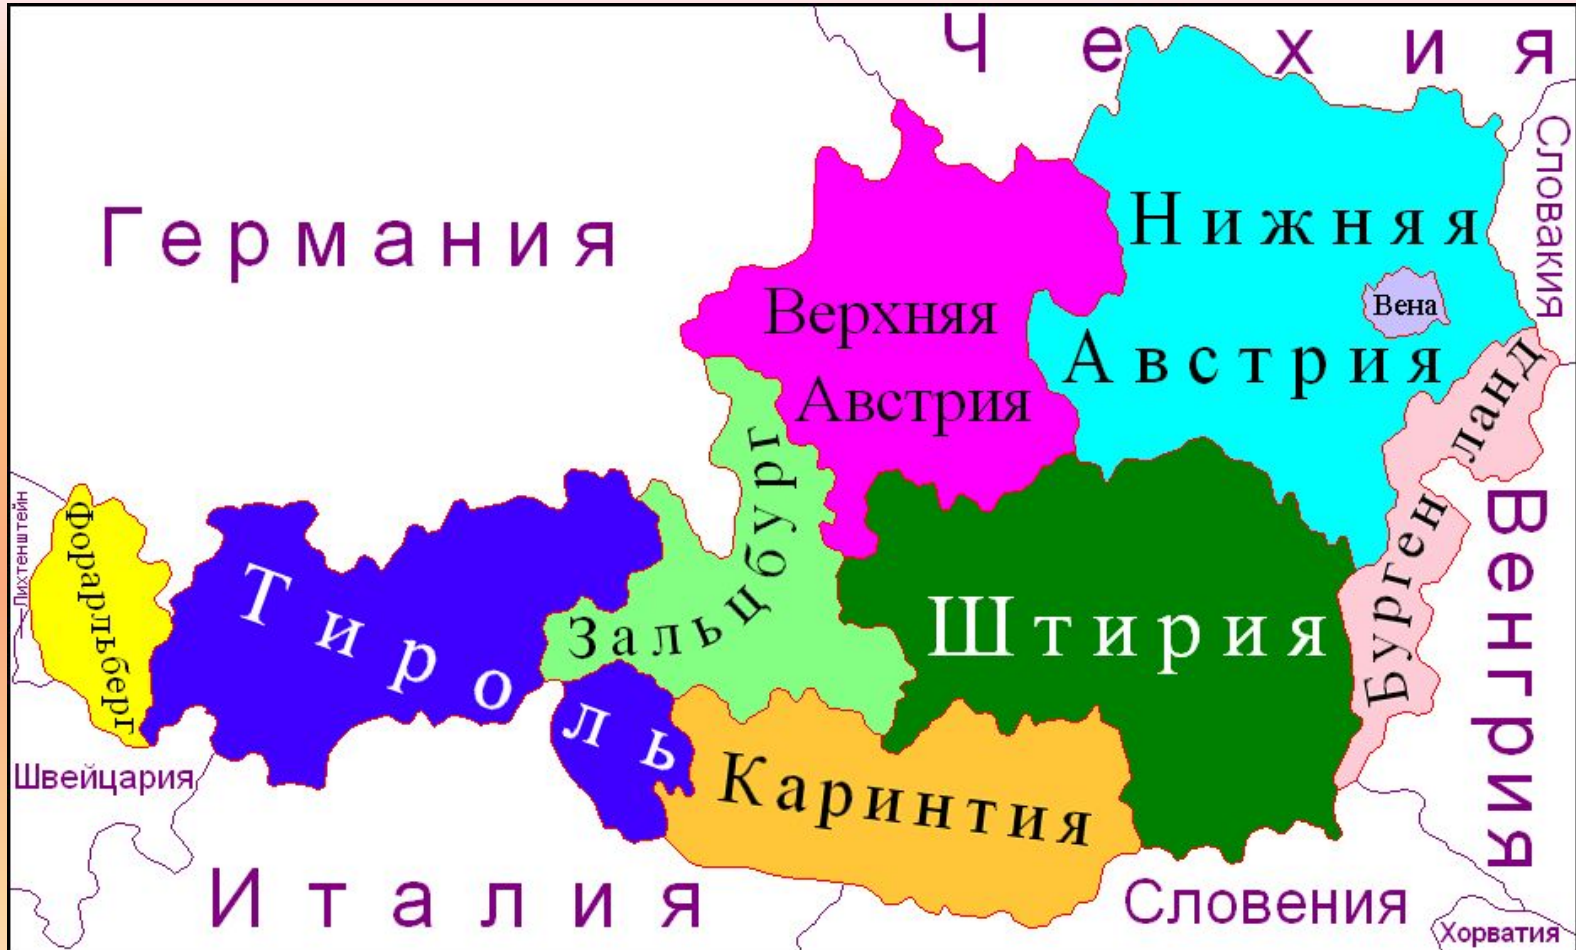 Чехия
Словакия
Германия
Нижняя
Австрия
Вена
Верхняя
Австрия
Бургенланд
Зальцбург
Лихтенштейн
Форарльберг
Тироль
Штирия
Венгрия
Каринтия
Швейцария
Италия
Словения
Хорватия